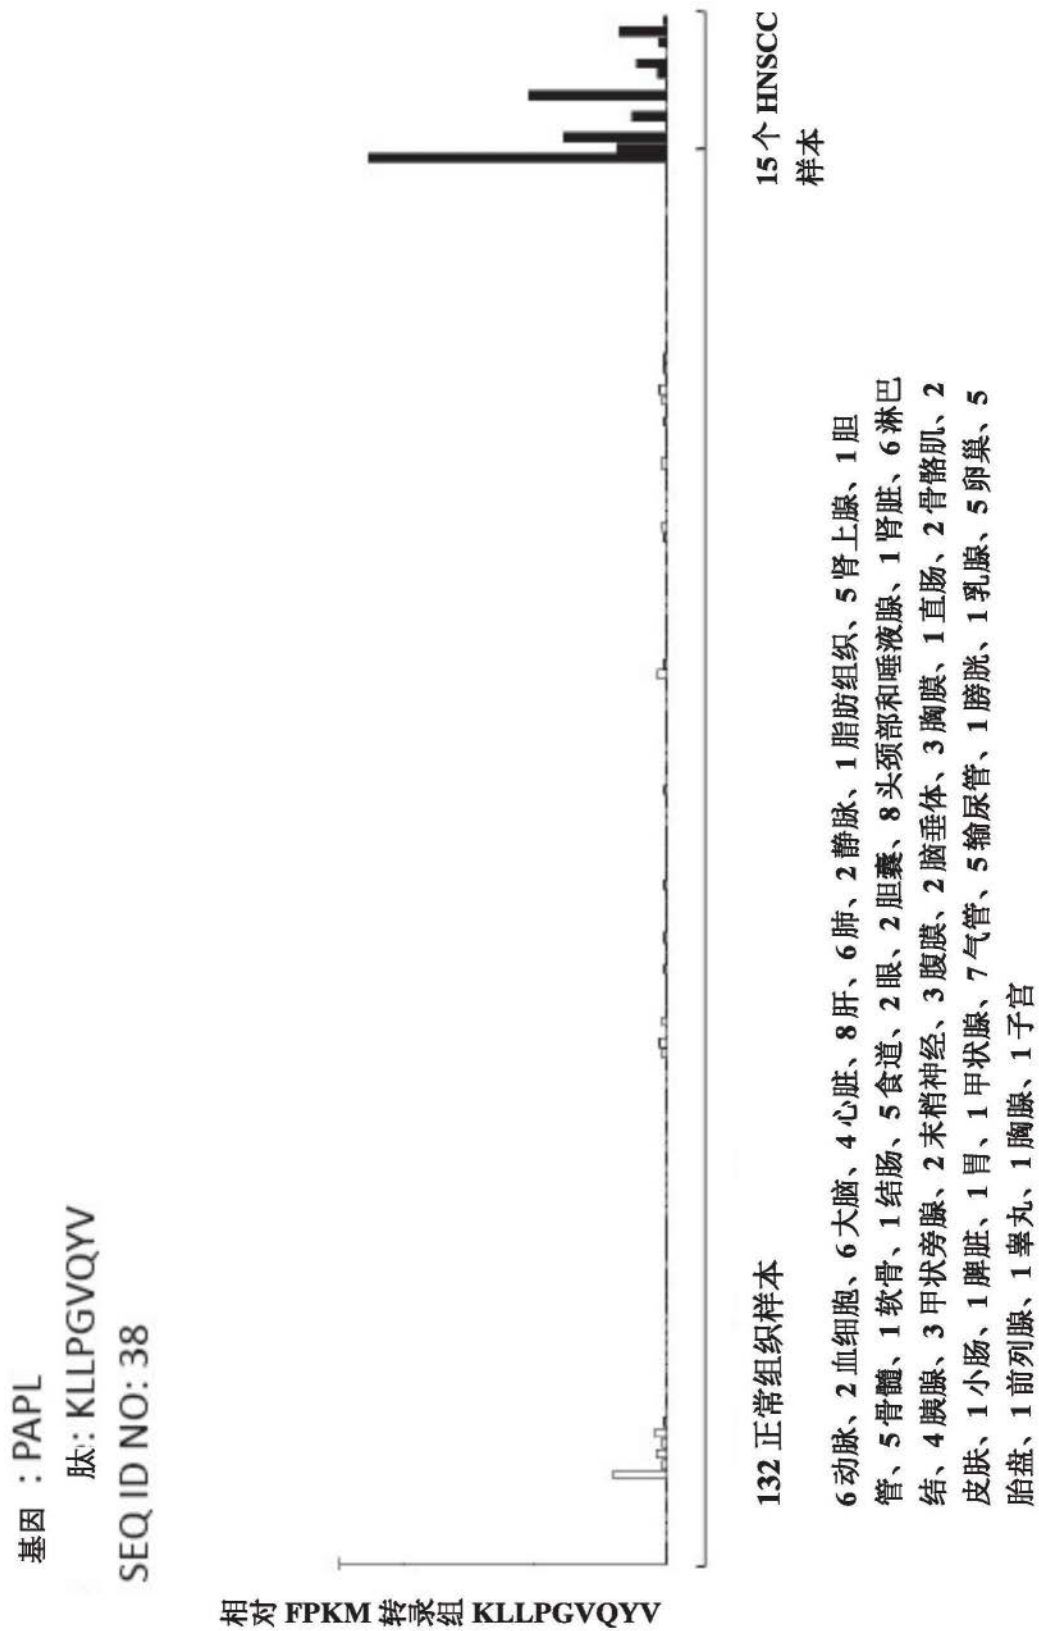 基因 : PAPL
肽:: KLLPGVQYV
SEQ ID NO: 38
相对 FPKM 转录组 KLLPGVQYV
132 正常组织样本
15 个 HNSCC
样本
6 动脉、2 血细胞、6 大脑、4 心脏、8 肝、6 肺、2 静脉、1 脂肪组织、5 肾上腺、1 胆
管、5 骨髓、1 软骨、1 结肠、5 食道、2 眼、2 胆囊、8 头颈部和唾液腺、1 肾脏、6 淋巴
结、4 胰腺、3 甲状旁腺、2 末梢神经、3 腹膜、2 脑垂体、3 胸膜、1 直肠、2 骨骼肌、2
皮肤、1 小肠、1 脾脏、1 胃、1 甲状腺、7 气管、5 输尿管、1 膀胱、1 乳腺、5 卵巢、5
胎盘、1 前列腺、1 睾丸、1 胸腺、1 子宫